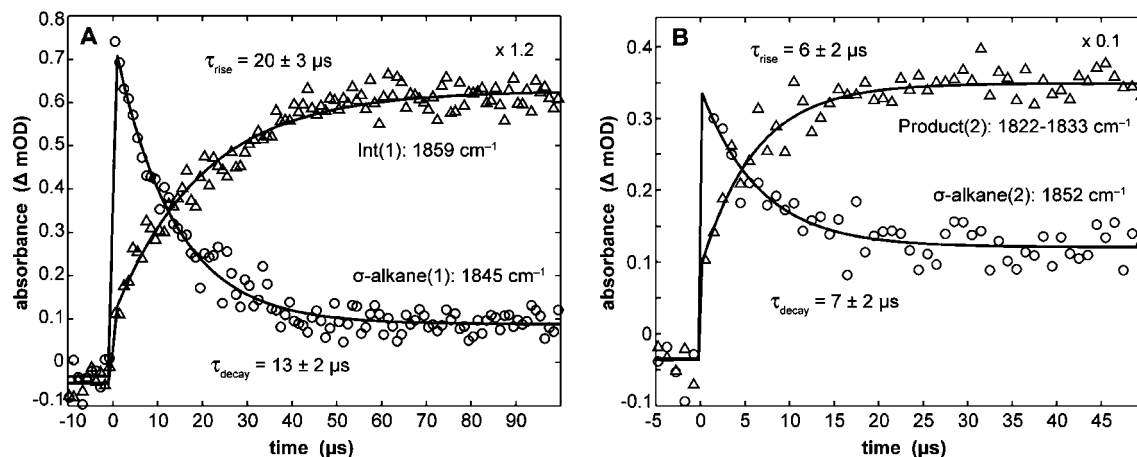 A
x 1.2
τrise = 20 ± 3 μs
Int(1): 1859 cm⁻¹
σ-alkane(1): 1845 cm⁻¹
τdecay = 13 ± 2 μs
absorbance (Δ mOD)
0.8
0.7
0.6
0.5
0.4
0.3
0.2
0.1
0
-0.1
-10 0 10 20 30 40 50 60 70 80 90
time (μs)
B
x 0.1
τrise = 6 ± 2 μs
Product(2): 1822-1833 cm⁻¹
σ-alkane(2): 1852 cm⁻¹
τdecay = 7 ± 2 μs
absorbance (Δ mOD)
0.4
0.3
0.2
0.1
0
-0.1
-5 0 5 10 15 20 25 30 35 40 45
time (μs)